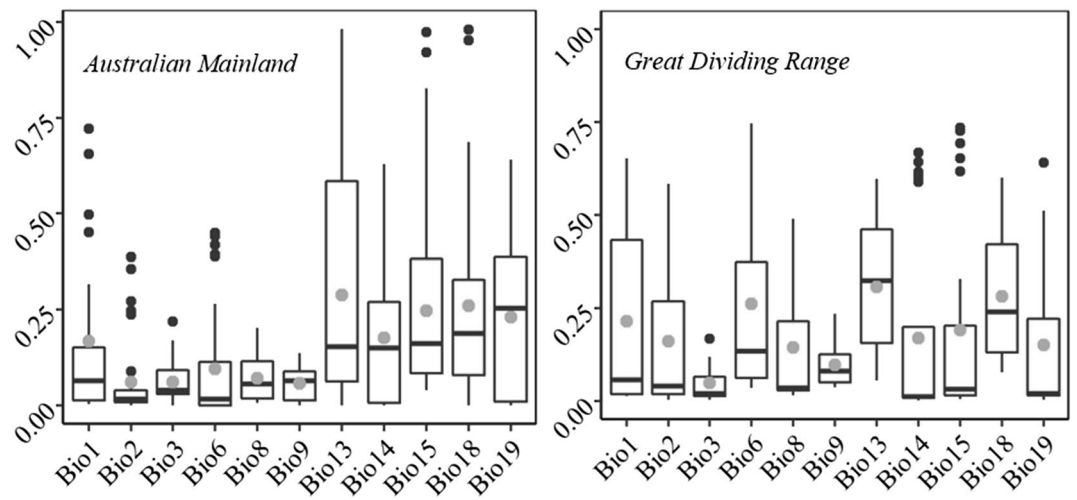 Australian Mainland
1.00
0.75
0.50
0.25
0.00
Bio1 Bio2 Bio3 Bio6 Bio8 Bio9 Bio13 Bio14 Bio15 Bio18 Bio19
Great Dividing Range
1.00
0.75
0.50
0.25
0.00
Bio1 Bio2 Bio3 Bio6 Bio8 Bio9 Bio13 Bio14 Bio15 Bio18 Bio19